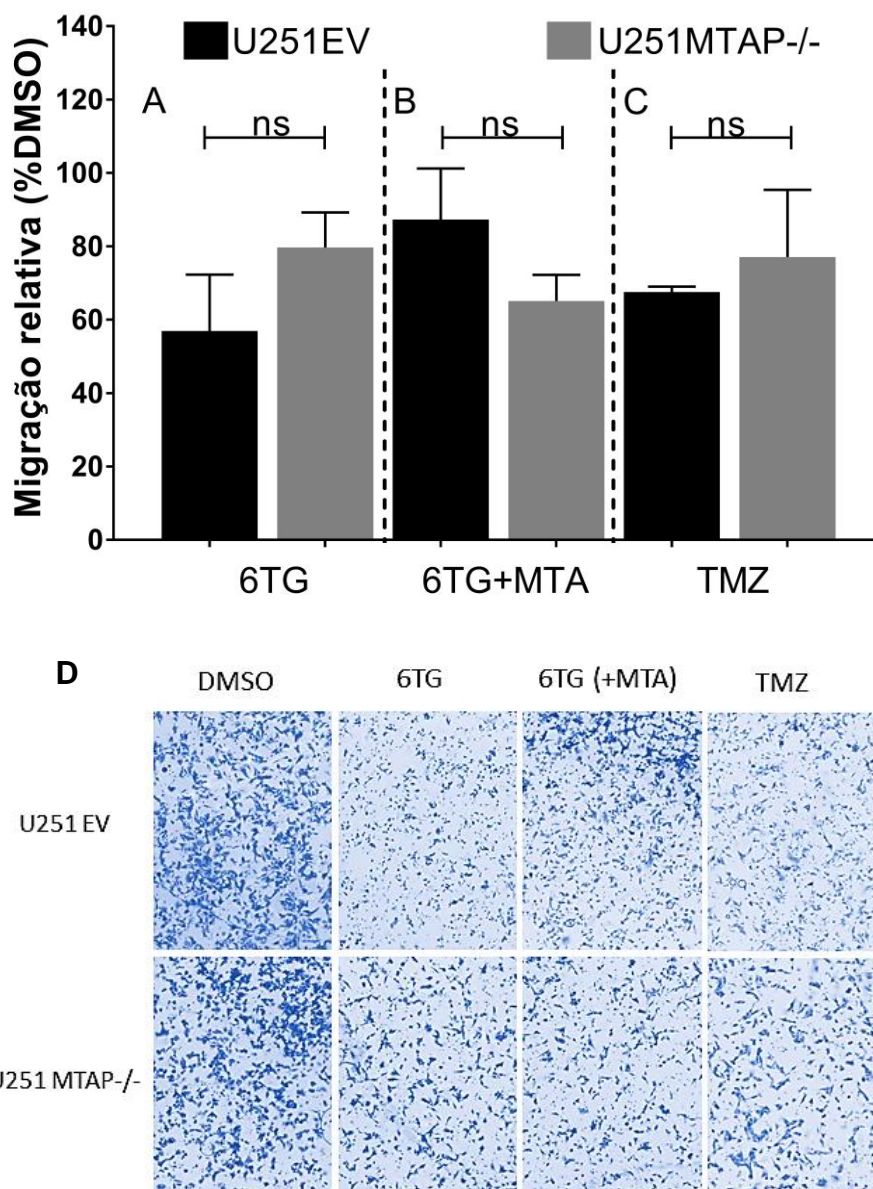 140
U251EV
U251MTAP-/-
120
A
B
C
ns
ns
ns
100
80
60
40
20
0
Migração relativa (%DMSO)
6TG
6TG+MTA
TMZ
D
DMSO
6TG
6TG (+MTA)
TMZ
U251 EV
U251 MTAP-/-